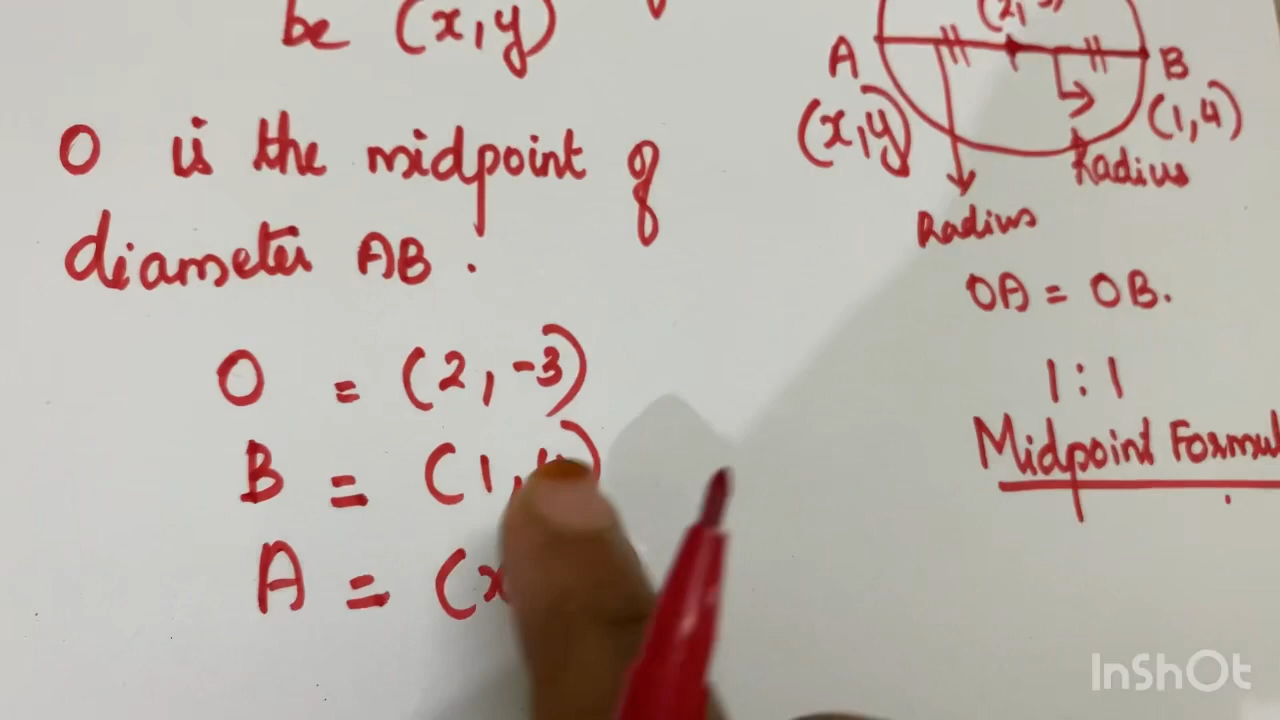 be (x,y)
O is the midpoint of
diameter AB.
O = (2,-3)
B = (1,4)
A = (x
A
B
(x,y)
(1,4)
Radius
Radius
OA = OB.
1:1
Midpoint Formul
InShOt